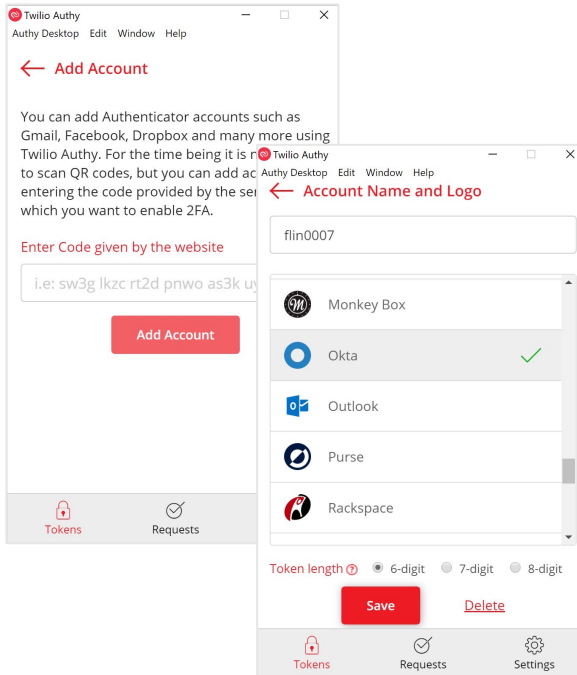 Twilio Authy
Authy Desktop Edit Window Help
Add Account
You can add Authenticator accounts such as
Gmail, Facebook, Dropbox and many more using
Twilio Authy. For the time being it is
to scan QR codes, but you can add
entering the code provided by the
which you want to enable 2FA.
Enter Code given by the website
i.e: sw3g lkzc rt2d pnwo as3k
Add Account
Tokens
Requests
Twilio Authy
Authy Desktop Edit Window Help
Account Name and Logo
flin0007
Monkey Box
Okta
Outlook
Purse
Rackspace
Token length 6-digit 7-digit 8-digit
Save Delete
Tokens Requests Settings